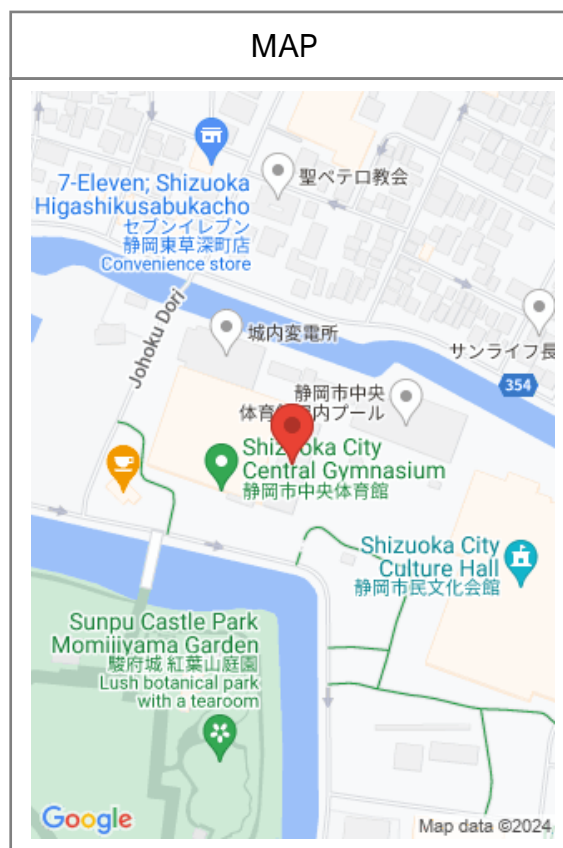 MAP
7-Eleven; Shizuoka
Higashikusabukacho
セブンイレブン
静岡東草深町店
Convenience store
聖ペテロ教会
Johoku Dori
城内変電所
サンライフ長
354
静岡市中央
体育館内プール
Shizuoka City
Central Gymnasium
静岡市中央体育館
Shizuoka City
Culture Hall
静岡市民文化会館
Sunpu Castle Park
Momijiyama Garden
駿府城 紅葉山庭園
Lush botanical park
with a tearoom
Google
Map data ©2024